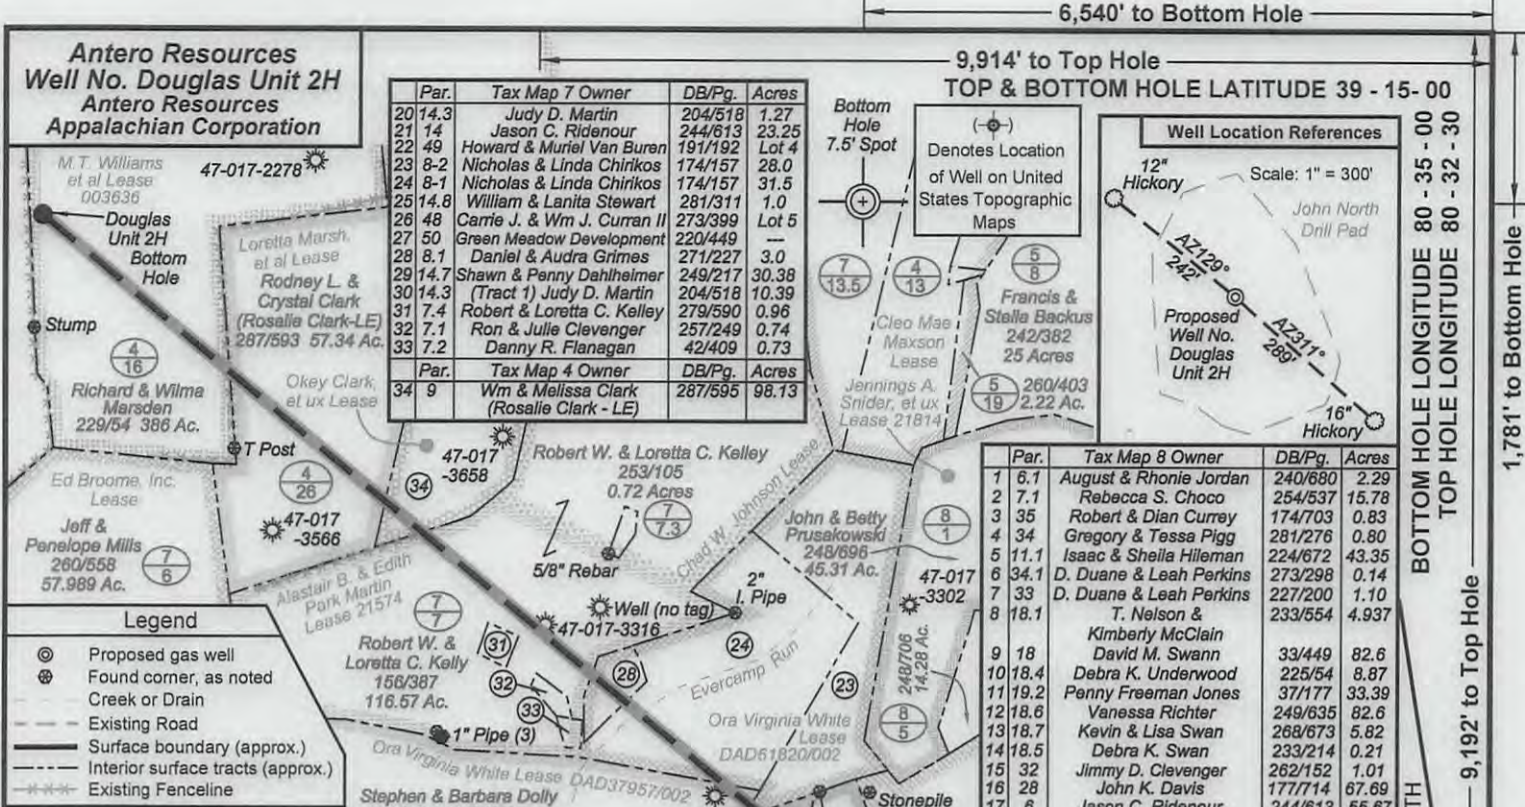 6,540' to Bottom Hole
Antero Resources
Well No. Douglas Unit 2H
Antero Resources
Appalachian Corporation
9,914' to Top Hole
TOP & BOTTOM HOLE LATITUDE 39 - 15- 00
Par. Tax Map 7 Owner DB/Pg. Acres
20 14.3 Judy D. Martin 204/518 1.27
21 14 Jason C. Ridenour 244/613 23.25
22 49 Howard & Muriel Van Buren 191/192 Lot 4
23 8-2 Nicholas & Linda Chirikos 174/157 28.0
24 8-1 Nicholas & Linda Chirikos 174/157 31.5
25 14.8 William & Lanita Stewart 281/311 1.0
26 48 Carrie J. & Wm J. Curran II 273/399 Lot 5
27 50 Green Meadow Development 220/449 ---
28 8.1 Daniel & Audra Grimes 271/227 3.0
29 14.7 Shawn & Penny Dahlheimer 249/217 30.38
30 14.3 (Tract 1) Judy D. Martin 204/518 10.39
31 7.4 Robert & Loretta C. Kelley 279/590 0.96
32 7.1 Ron & Julie Clevenger 257/249 0.74
33 7.2 Danny R. Flanagan 42/409 0.73
Par. Tax Map 4 Owner DB/Pg. Acres
34 9 Wm & Melissa Clark 287/595 98.13
(Rosalie Clark - LE)
Bottom
Hole
7.5' Spot
Denotes Location
of Well on United
States Topographic
Maps
Well Location References
12"
Hickory
Scale: 1" = 300'
John North
Drill Pad
AZ129°
242'
AZ311°
289'
Proposed
Well No.
Douglas
Unit 2H
16"
Hickory
BOTTOM HOLE LONGITUDE 80 - 35 - 00
TOP HOLE LONGITUDE 80 - 32 - 30
1,781' to Bottom Hole
9,192' to Top Hole
M.T. Williams
et al Lease
003636
47-017-2278
Douglas
Unit 2H
Bottom
Hole
Loretta Marsh,
et al Lease
Rodney L. &
Crystal Clark
(Rosalie Clark-LE)
287/593 57.34 Ac.
Stump
4
16
Richard & Wilma
Marsden
229/54 386 Ac.
Okey Clark,
et ux Lease
T Post
Ed Broome, Inc.
Lease
Jeff &
Penelope Mills
260/558
57.989 Ac.
7
6
4
26
47-017
-3566
34
47-017
-3658
Robert W. & Loretta C. Kelley
253/105
0.72 Acres
7
7.3
5/8" Rebar
Chad W. Johnson Lease
7
13.5
4
13
5
8
Francis &
Stella Backus
242/382
25 Acres
Cleo Mae
Maxson
Lease
Jennings A.
Snider, et ux
Lease 21814
5
19
260/403
2.22 Ac.
John & Betty
Prusakowski
248/696
45.31 Ac.
8
1
47-017
-3302
248/706
14.28 Ac.
8
5
Alastair B. & Edith
Park Martin
Lease 21574
7
7
Robert W. &
Loretta C. Kelly
156/387
116.57 Ac.
Well (no tag)
47-017-3316
2"
I. Pipe
31
32
33
28
24
23
Evercamp Run
1" Pipe (3)
Ora Virginia White
Lease
DAD61820/002
Ora Virginia White Lease DAD37957/002
Stephen & Barbara Dolly
Stonepile
Legend
Proposed gas well
Found corner, as noted
Creek or Drain
Existing Road
Surface boundary (approx.)
Interior surface tracts (approx.)
Existing Fenceline
Par. Tax Map 8 Owner DB/Pg. Acres
1 6.1 August & Rhonie Jordan 240/680 2.29
2 7.1 Rebecca S. Choco 254/537 15.78
3 35 Robert & Dian Currey 174/703 0.83
4 34 Gregory & Tessa Pigg 281/276 0.80
5 11.1 Isaac & Sheila Hileman 224/672 43.35
6 34.1 D. Duane & Leah Perkins 273/298 0.14
7 33 D. Duane & Leah Perkins 227/200 1.10
8 18.1 T. Nelson & 233/554 4.937
Kimberly McClain
9 18 David M. Swann 33/449 82.6
10 18.4 Debra K. Underwood 225/54 8.87
11 19.2 Penny Freeman Jones 37/177 33.39
12 18.6 Vanessa Richter 249/635 82.6
13 18.7 Kevin & Lisa Swan 268/673 5.82
14 18.5 Debra K. Swan 233/214 0.21
15 32 Jimmy D. Clevenger 262/152 1.01
16 28 John K. Davis 177/714 67.69
17 6 Jason C. Ridenour 244/613 55.67